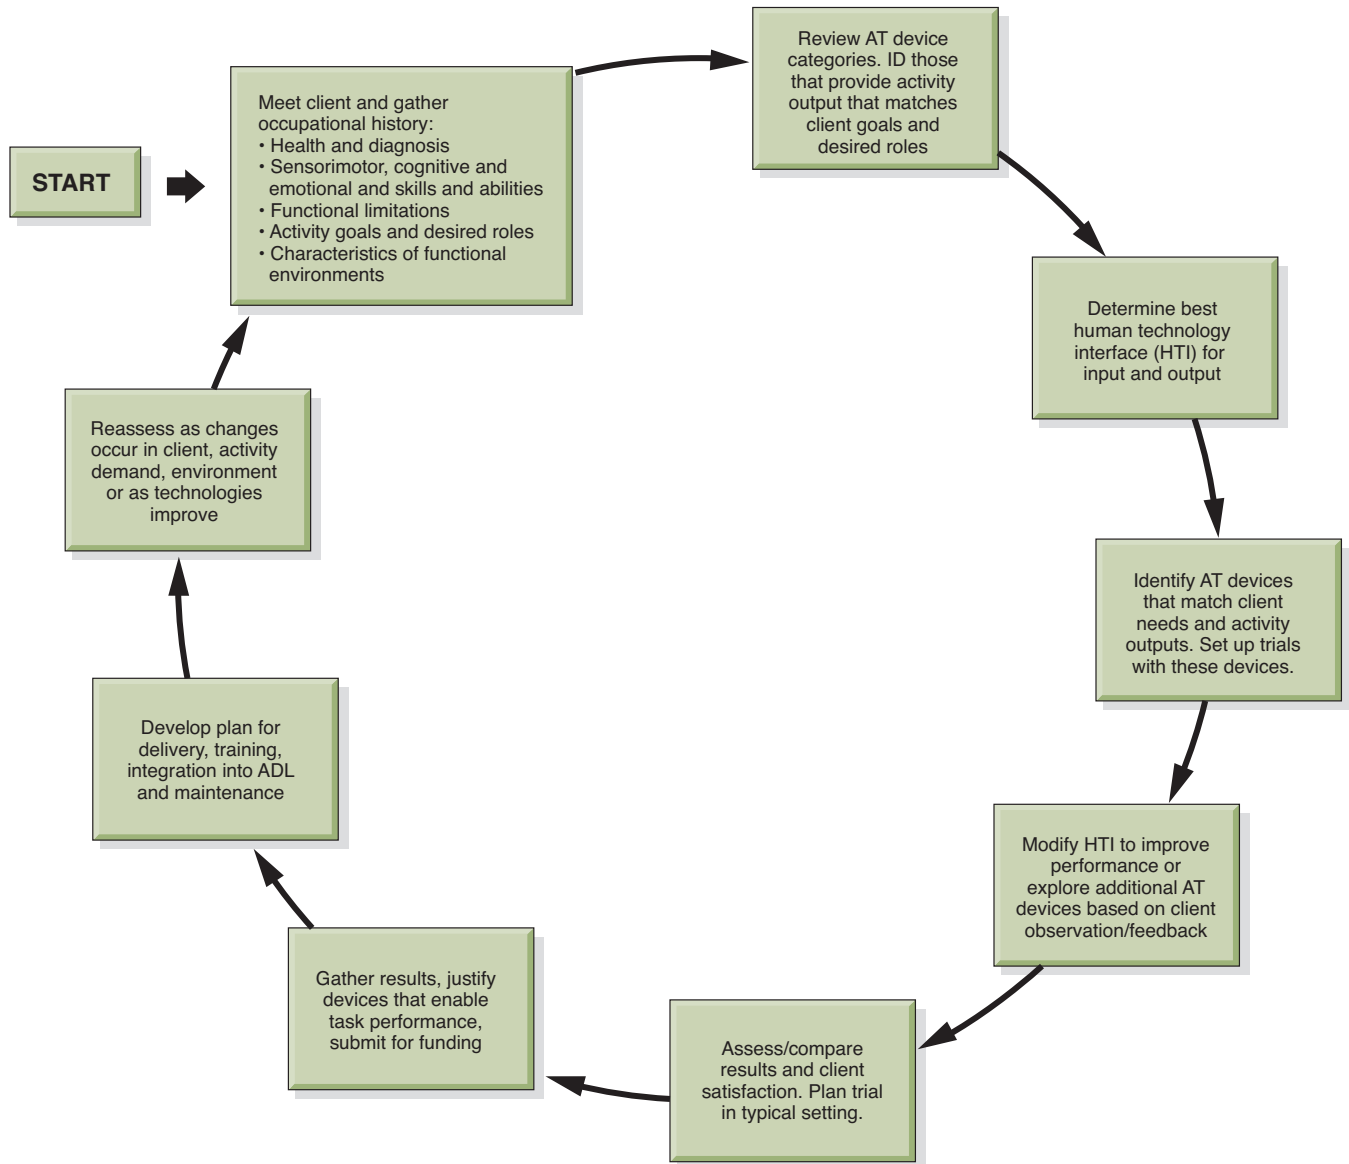 START
Meet client and gather
occupational history:
• Health and diagnosis
• Sensorimotor, cognitive and
emotional and skills and abilities
• Functional limitations
• Activity goals and desired roles
• Characteristics of functional
environments
Review AT device
categories. ID those
that provide activity
output that matches
client goals and
desired roles
Determine best
human technology
interface (HTI) for
input and output
Identify AT devices
that match client
needs and activity
outputs. Set up trials
with these devices.
Modify HTI to improve
performance or
explore additional AT
devices based on client
observation/feedback
Assess/compare
results and client
satisfaction. Plan trial
in typical setting.
Gather results, justify
devices that enable
task performance,
submit for funding
Develop plan for
delivery, training,
integration into ADL
and maintenance
Reassess as changes
occur in client, activity
demand, environment
or as technologies
improve